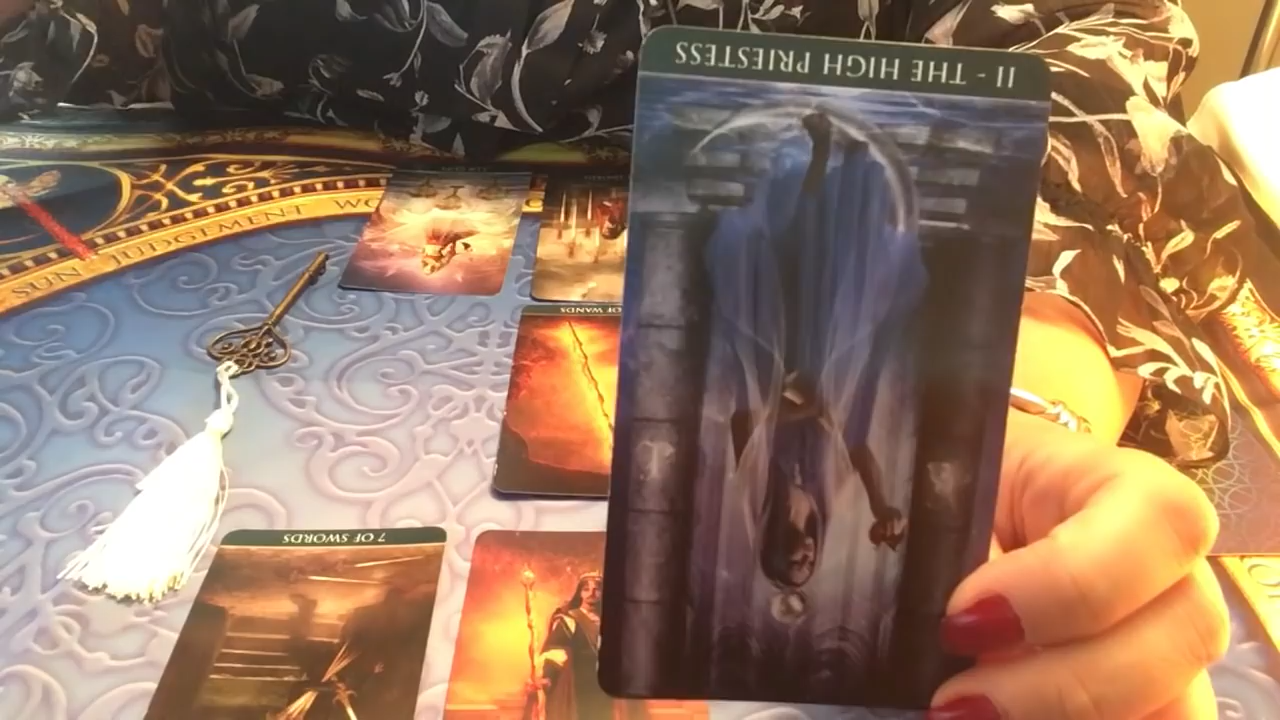 II - THE HIGH PRIESTESS
SUN JUDGEMENT WO
OF WANDS
7 OF SWORDS